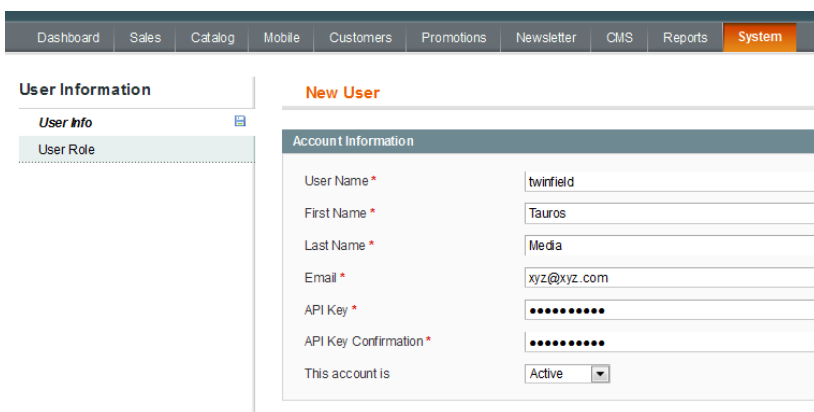 Dashboard Sales Catalog Mobile Customers Promotions Newsletter CMS Reports System
User Information
User Info
User Role
New User
Account Information
User Name * twinfield
First Name * Tauros
Last Name * Media
Email * xyz@xyz.com
API Key * ●●●●●●●●●●
API Key Confirmation * ●●●●●●●●●●
This account is Active